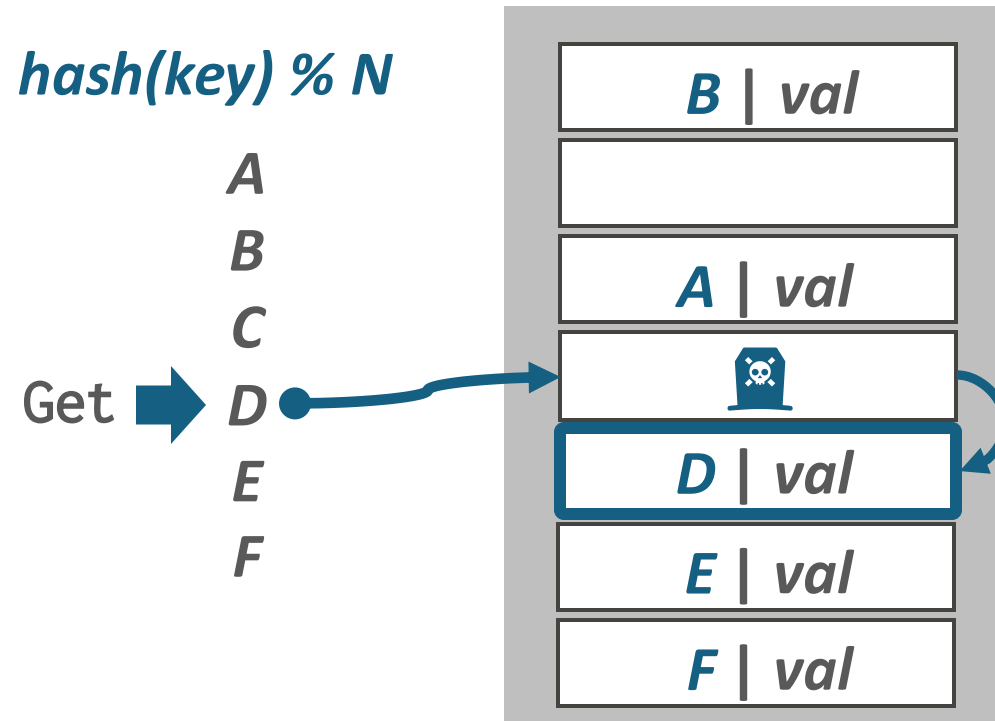 hash(key) % N
A
B
C
Get D
E
F
B | val
A | val
D | val
E | val
F | val